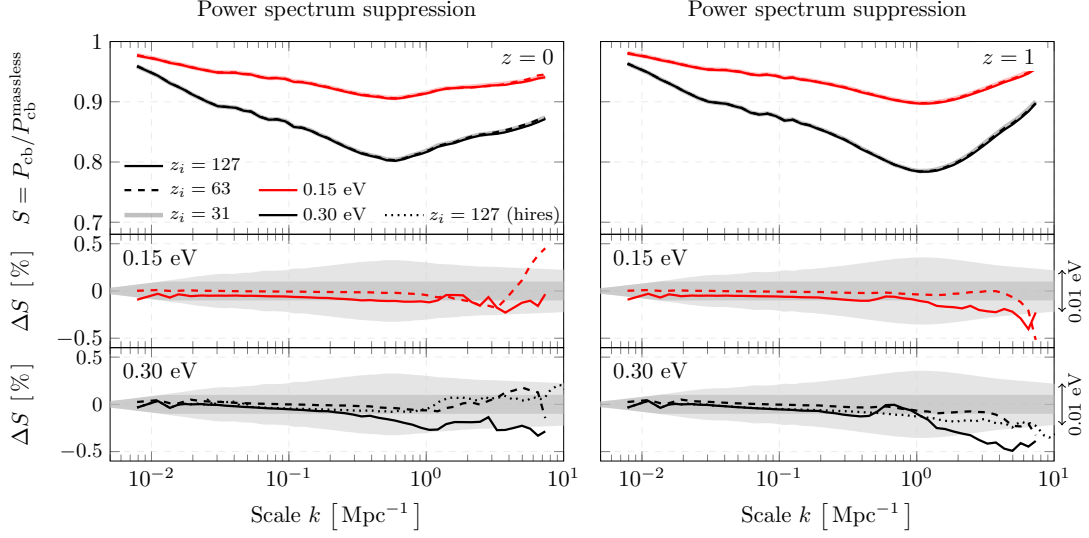 Power spectrum suppression
Power spectrum suppression
S = P_cb/P_cb^massless
1
0.9
0.8
0.7
z = 0
z_i = 127
z_i = 63
z_i = 31
0.15 eV
0.30 eV
z_i = 127 (hires)
z = 1
ΔS [%]
0.5
0
−0.5
0.15 eV
0.15 eV
0.01 eV
ΔS [%]
0.5
0
−0.5
0.30 eV
0.30 eV
0.01 eV
10^−2
10^−1
10^0
10^1
10^−2
10^−1
10^0
10^1
Scale k [Mpc^−1]
Scale k [Mpc^−1]